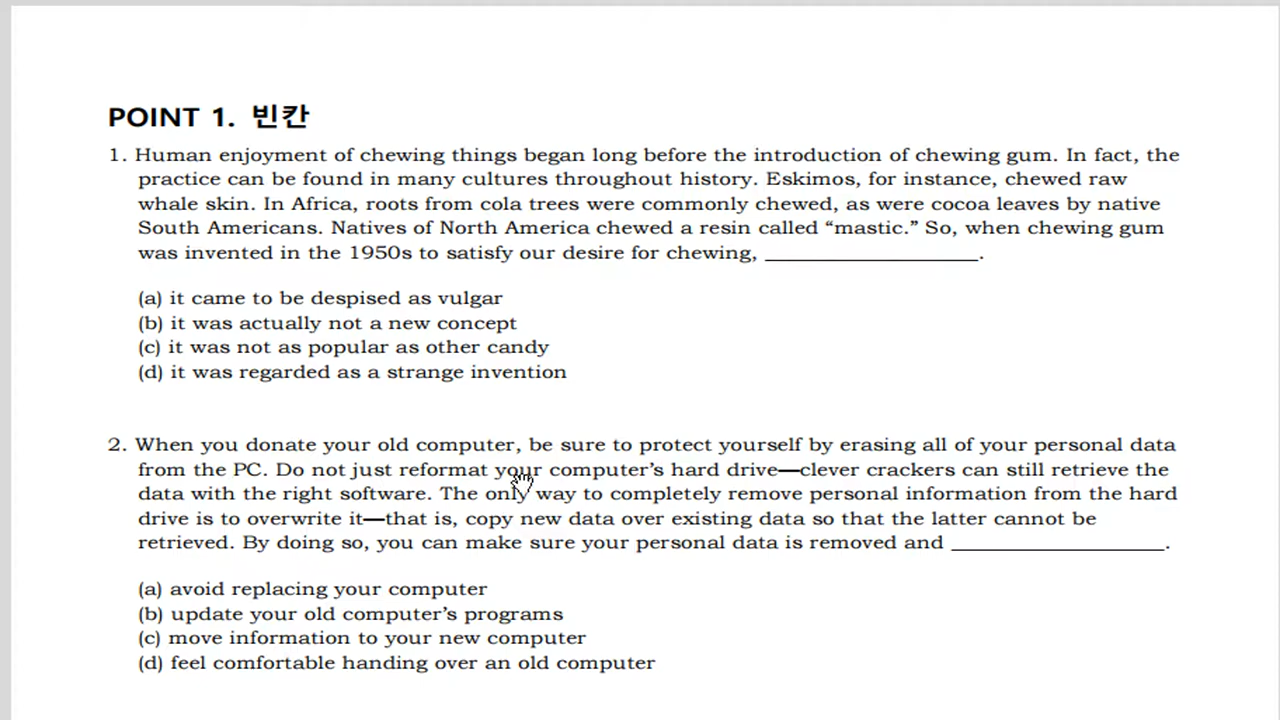 POINT 1. 빈칸
1. Human enjoyment of chewing things began long before the introduction of chewing gum. In fact, the
practice can be found in many cultures throughout history. Eskimos, for instance, chewed raw
whale skin. In Africa, roots from cola trees were commonly chewed, as were cocoa leaves by native
South Americans. Natives of North America chewed a resin called “mastic.” So, when chewing gum
was invented in the 1950s to satisfy our desire for chewing, ____________________.
(a) it came to be despised as vulgar
(b) it was actually not a new concept
(c) it was not as popular as other candy
(d) it was regarded as a strange invention
2. When you donate your old computer, be sure to protect yourself by erasing all of your personal data
from the PC. Do not just reformat your computer’s hard drive—clever crackers can still retrieve the
data with the right software. The only way to completely remove personal information from the hard
drive is to overwrite it—that is, copy new data over existing data so that the latter cannot be
retrieved. By doing so, you can make sure your personal data is removed and ____________________.
(a) avoid replacing your computer
(b) update your old computer’s programs
(c) move information to your new computer
(d) feel comfortable handing over an old computer